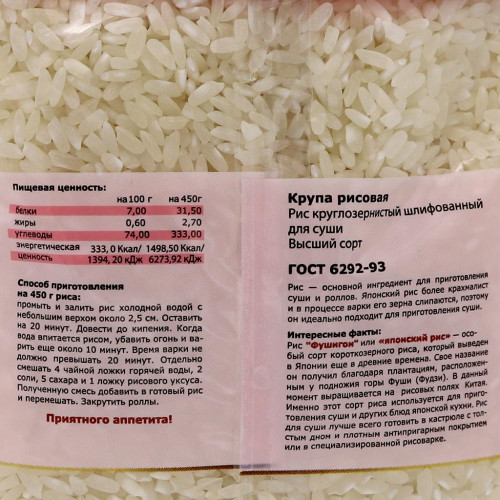 Пищевая ценность:
на 100 г на 450г
белки 7,00 31,50
жиры 0,60 2,70
углеводы 74,00 333,00
энергетическая 333,0 Ккал/ 1498,50Ккал/
ценность 1394,20 кДж 6273,92 кДж
Способ приготовления
на 450 г риса:
промыть и залить рис холодной водой с
небольшим верхом около 2,5 см. Оставить
на 20 минут. Довести до кипения. Когда
вода впитается рисом, убавить огонь и ва-
рить еще около 10 минут. Время варки не
должно превышать 20 минут. Отдельно
смешать 4 чайной ложки горячей воды, 2
соли, 5 сахара и 1 ложку рисового уксуса.
Полученную смесь добавить в готовый рис
и перемешать. Закрутить роллы.
Приятного аппетита!
Крупа рисовая
Рис круглозернистый шлифованный
для суши
Высший сорт
ГОСТ 6292-93
Рис — основной ингредиент для приготовления
суши и роллов. Японский рис более крахмалист
и в процессе варки его зерна слипаются, поэтому
он идеально подходит для приготовления суши.
Интересные факты:
Рис "Фушигон" или «японский рис» — осо-
бый сорт короткозерного риса, который выведен
в Японии еще в древние времена. Свое название
он получил благодаря плантациям, расположен-
ным у подножия горы Фуши (Фудзи). В данный
момент выращивается на рисовых полях Китая.
Именно этот сорт риса используется для приго-
товления суши и других блюд японской кухни. Рис
для суши лучше всего готовить в кастрюле с тол-
стым дном и плотным антипригарным покрытием
или в специализированной рисоварке.